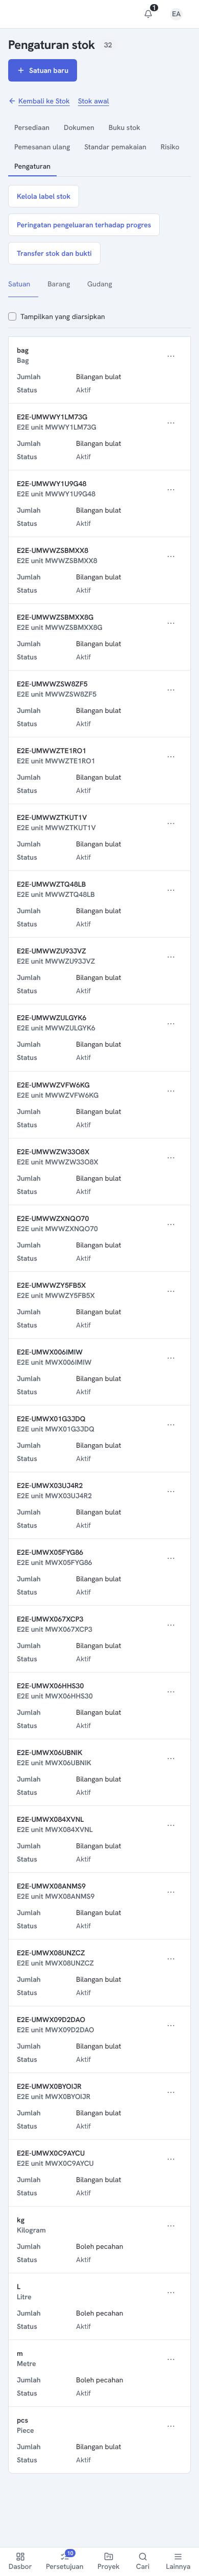 1
EA
Pengaturan stok 32
+ Satuan baru
← Kembali ke Stok Stok awal
Persediaan Dokumen Buku stok
Pemesanan ulang Standar pemakaian Risiko
Pengaturan
Kelola label stok
Peringatan pengeluaran terhadap progres
Transfer stok dan bukti
Satuan Barang Gudang
Tampilkan yang diarsipkan
bag
Bag
Jumlah Bilangan bulat
Status Aktif
E2E-UMWWY1LM73G
E2E unit MWWY1LM73G
Jumlah Bilangan bulat
Status Aktif
E2E-UMWWY1U9G48
E2E unit MWWY1U9G48
Jumlah Bilangan bulat
Status Aktif
E2E-UMWWZSBMXX8
E2E unit MWWZSBMXX8
Jumlah Bilangan bulat
Status Aktif
E2E-UMWWZSBMXX8G
E2E unit MWWZSBMXX8G
Jumlah Bilangan bulat
Status Aktif
E2E-UMWWZSW8ZF5
E2E unit MWWZSW8ZF5
Jumlah Bilangan bulat
Status Aktif
E2E-UMWWZTE1RO1
E2E unit MWWZTE1RO1
Jumlah Bilangan bulat
Status Aktif
E2E-UMWWZTKUT1V
E2E unit MWWZTKUT1V
Jumlah Bilangan bulat
Status Aktif
E2E-UMWWZTQ48LB
E2E unit MWWZTQ48LB
Jumlah Bilangan bulat
Status Aktif
E2E-UMWWZU93JVZ
E2E unit MWWZU93JVZ
Jumlah Bilangan bulat
Status Aktif
E2E-UMWWZULGYK6
E2E unit MWWZULGYK6
Jumlah Bilangan bulat
Status Aktif
E2E-UMWWZVFW6KG
E2E unit MWWZVFW6KG
Jumlah Bilangan bulat
Status Aktif
E2E-UMWWZW33O8X
E2E unit MWWZW33O8X
Jumlah Bilangan bulat
Status Aktif
E2E-UMWWZXNQO70
E2E unit MWWZXNQO70
Jumlah Bilangan bulat
Status Aktif
E2E-UMWWZY5FB5X
E2E unit MWWZY5FB5X
Jumlah Bilangan bulat
Status Aktif
E2E-UMWX006IMIW
E2E unit MWX006IMIW
Jumlah Bilangan bulat
Status Aktif
E2E-UMWX01G3JDQ
E2E unit MWX01G3JDQ
Jumlah Bilangan bulat
Status Aktif
E2E-UMWX03UJ4R2
E2E unit MWX03UJ4R2
Jumlah Bilangan bulat
Status Aktif
E2E-UMWX05FYG86
E2E unit MWX05FYG86
Jumlah Bilangan bulat
Status Aktif
E2E-UMWX067XCP3
E2E unit MWX067XCP3
Jumlah Bilangan bulat
Status Aktif
E2E-UMWX06HHS30
E2E unit MWX06HHS30
Jumlah Bilangan bulat
Status Aktif
E2E-UMWX06UBNIK
E2E unit MWX06UBNIK
Jumlah Bilangan bulat
Status Aktif
E2E-UMWX084XVNL
E2E unit MWX084XVNL
Jumlah Bilangan bulat
Status Aktif
E2E-UMWX08ANMS9
E2E unit MWX08ANMS9
Jumlah Bilangan bulat
Status Aktif
E2E-UMWX08UNZCZ
E2E unit MWX08UNZCZ
Jumlah Bilangan bulat
Status Aktif
E2E-UMWX09D2DAO
E2E unit MWX09D2DAO
Jumlah Bilangan bulat
Status Aktif
E2E-UMWX0BYOIJR
E2E unit MWX0BYOIJR
Jumlah Bilangan bulat
Status Aktif
E2E-UMWX0C9AYCU
E2E unit MWX0C9AYCU
Jumlah Bilangan bulat
Status Aktif
kg
Kilogram
Jumlah Boleh pecahan
Status Aktif
L
Litre
Jumlah Boleh pecahan
Status Aktif
m
Metre
Jumlah Boleh pecahan
Status Aktif
pcs
Piece
Jumlah Bilangan bulat
Status Aktif
10
Dasbor Persetujuan Proyek Cari Lainnya